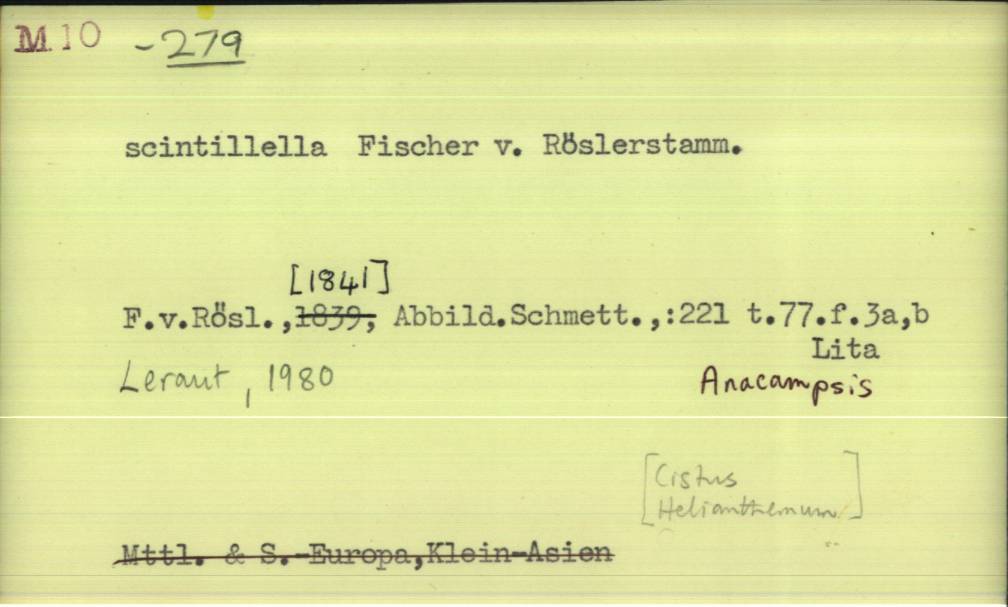 M 10 -279
scintillella Fischer v. Röslerstamm.
[1841]
F.v.Rösl.,1839, Abbild.Schmett.,:221 t.77.f.3a,b
Lita
Leraut, 1980 Anacampsis
[Cistus
Helianthemum]
Mttl. & S.-Europa,Klein-Asien